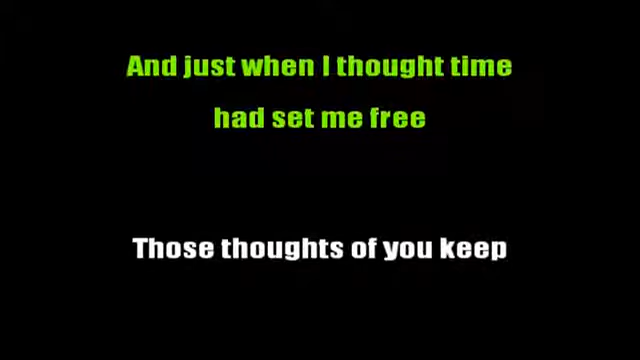 And just when I thought time
had set me free
Those thoughts of you keep